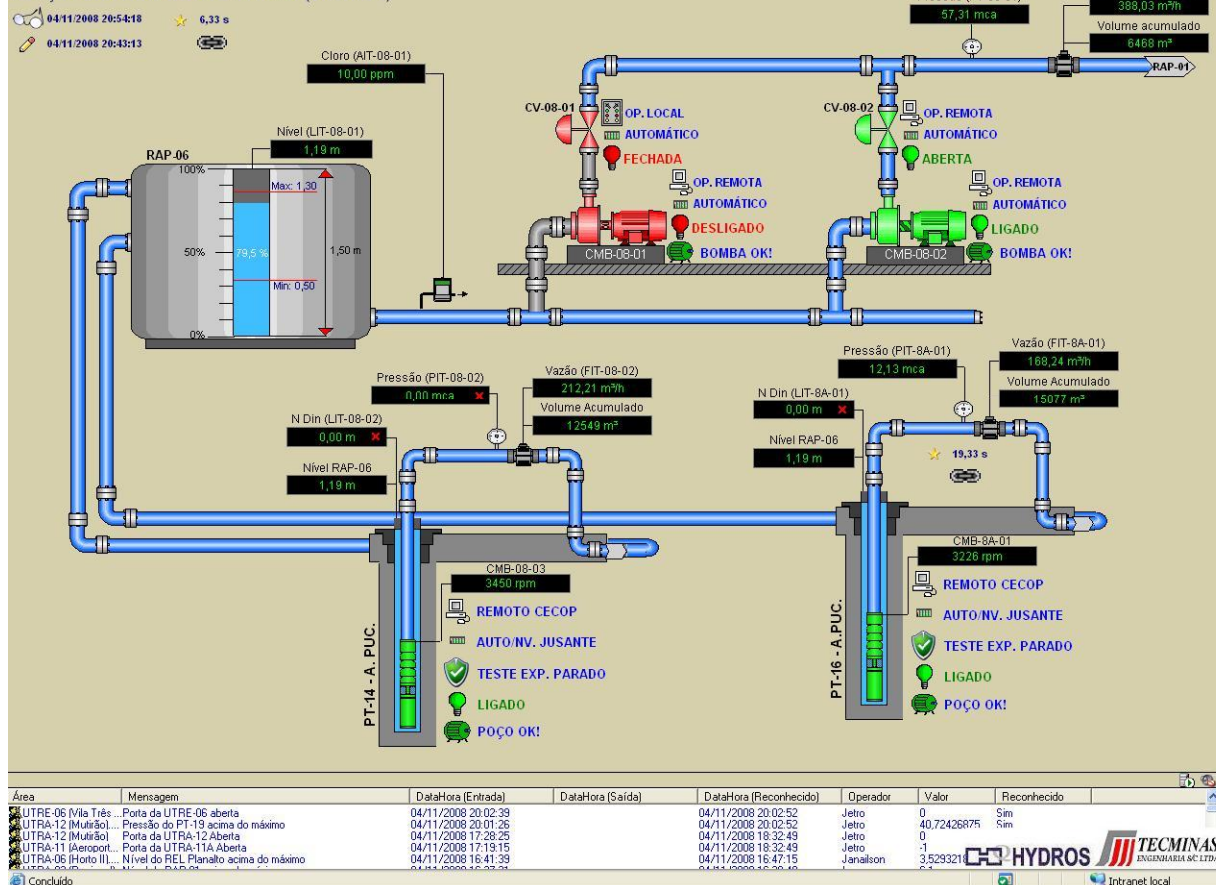 04/11/2008 20:54:18
6,33 s
04/11/2008 20:43:13
57,31 mca
388,03 m³/h
Volume acumulado
6468 m³
RAP-01
Cloro (AIT-08-01)
10,00 ppm
CV-08-01
OP. LOCAL
AUTOMÁTICO
FECHADA
CV-08-02
OP. REMOTA
AUTOMÁTICO
ABERTA
Nível (LIT-08-01)
1,19 m
RAP-06
100%
Max: 1,30
50%
79,5 %
1,50 m
Min: 0,50
0%
OP. REMOTA
AUTOMÁTICO
DESLIGADO
CMB-08-01
BOMBA OK!
OP. REMOTA
AUTOMÁTICO
LIGADO
CMB-08-02
BOMBA OK!
Pressão (PIT-08-02)
0,00 mca
Vazão (FIT-08-02)
212,21 m³/h
Volume Acumulado
12549 m³
N Din (LIT-08-02)
0,00 m
Nível RAP-06
1,19 m
Pressão (PIT-8A-01)
12,13 mca
Vazão (FIT-8A-01)
168,24 m³/h
Volume Acumulado
15077 m³
N Din (LIT-8A-01)
0,00 m
Nível RAP-06
1,19 m
19,33 s
CMB-08-03
3450 rpm
REMOTO CECOP
AUTO/NV. JUSANTE
TESTE EXP. PARADO
LIGADO
POÇO OK!
PT-14 - A. PUC.
CMB-8A-01
3226 rpm
REMOTO CECOP
AUTO/NV. JUSANTE
TESTE EXP. PARADO
LIGADO
POÇO OK!
PT-16 - A.PUC.
Área Mensagem DataHora (Entrada) DataHora (Saída) DataHora (Reconhecido) Operador Valor Reconhecido
UTRE-06 (Vila Três ... Porta da UTRE-06 aberta 04/11/2008 20:02:39 04/11/2008 20:02:52 Jetro 0 Sim
UTRA-12 (Mutirão).... Pressão do PT-19 acima do máximo 04/11/2008 20:01:26 04/11/2008 20:02:52 Jetro 40,72426875 Sim
UTRA-12 (Mutirão) Porta da UTRA-12 Aberta 04/11/2008 17:28:25 04/11/2008 18:32:49 Jetro 0
UTRA-11 (Aeroport... Porta da UTRA-11A Aberta 04/11/2008 17:19:15 04/11/2008 18:32:49 Jetro -1
UTRA-06 (Horto II).... Nível do REL Planalto acima do máximo 04/11/2008 16:41:39 04/11/2008 16:47:15 Janailson 3,5293218
HYDROS
TECMINAS
ENGENHARIA S/C LTDA
Concluído
Intranet local